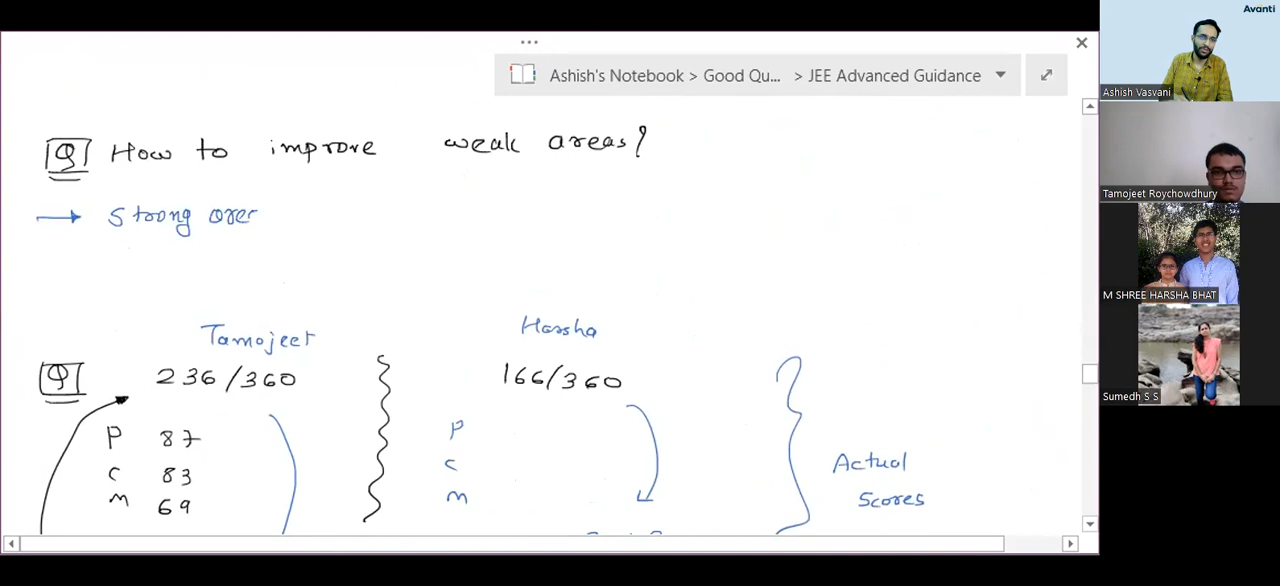 Avanti
Ashish's Notebook > Good Qu... > JEE Advanced Guidance
Ashish Vasvani
Q How to improve weak areas?
→ Strong are
Tamojeet Roychowdhury
M SHREE HARSHA BHAT
Tamojeet
Harsha
Q 236/360
166/360
Sumedh S S
P 87
P
C 83
C
Actual
M 69
M
Scores